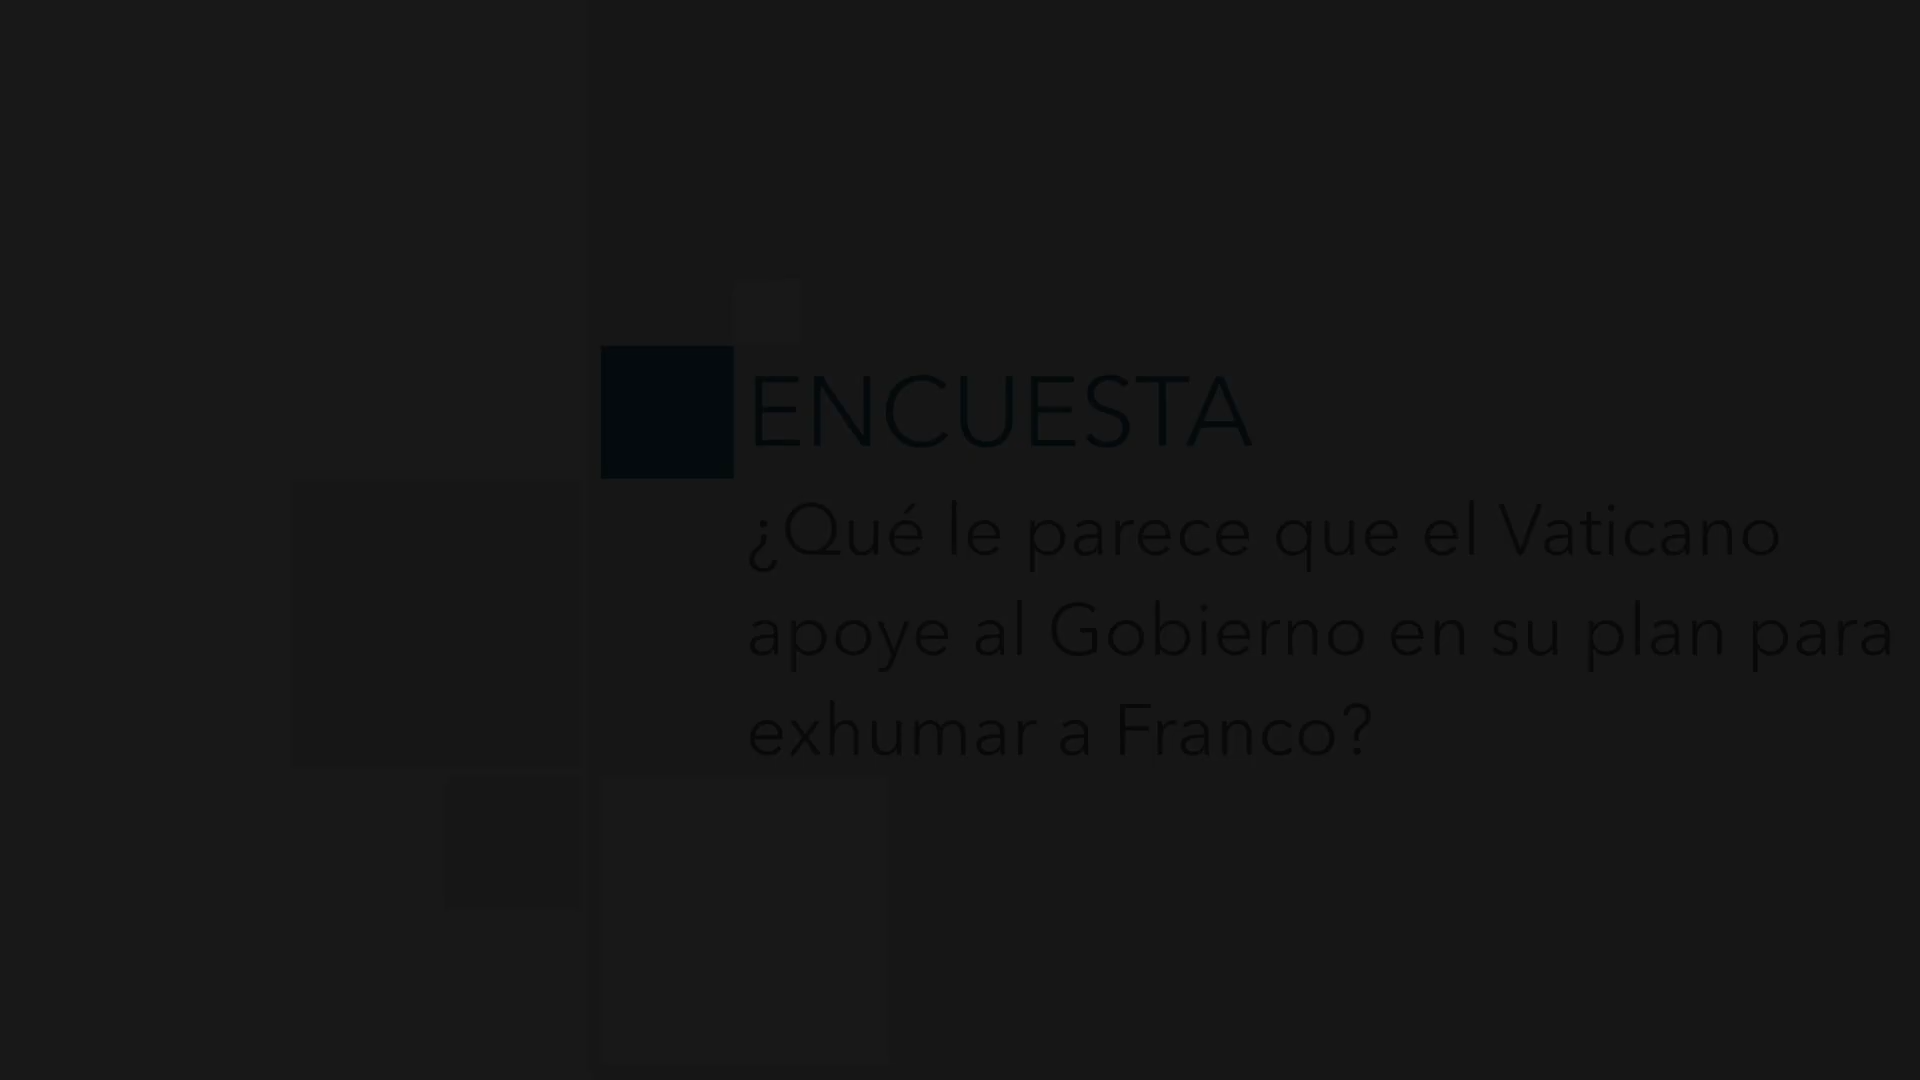 ENCUESTA
¿Qué le parece que el Vaticano
apoye al Gobierno en su plan para
exhumar a Franco?